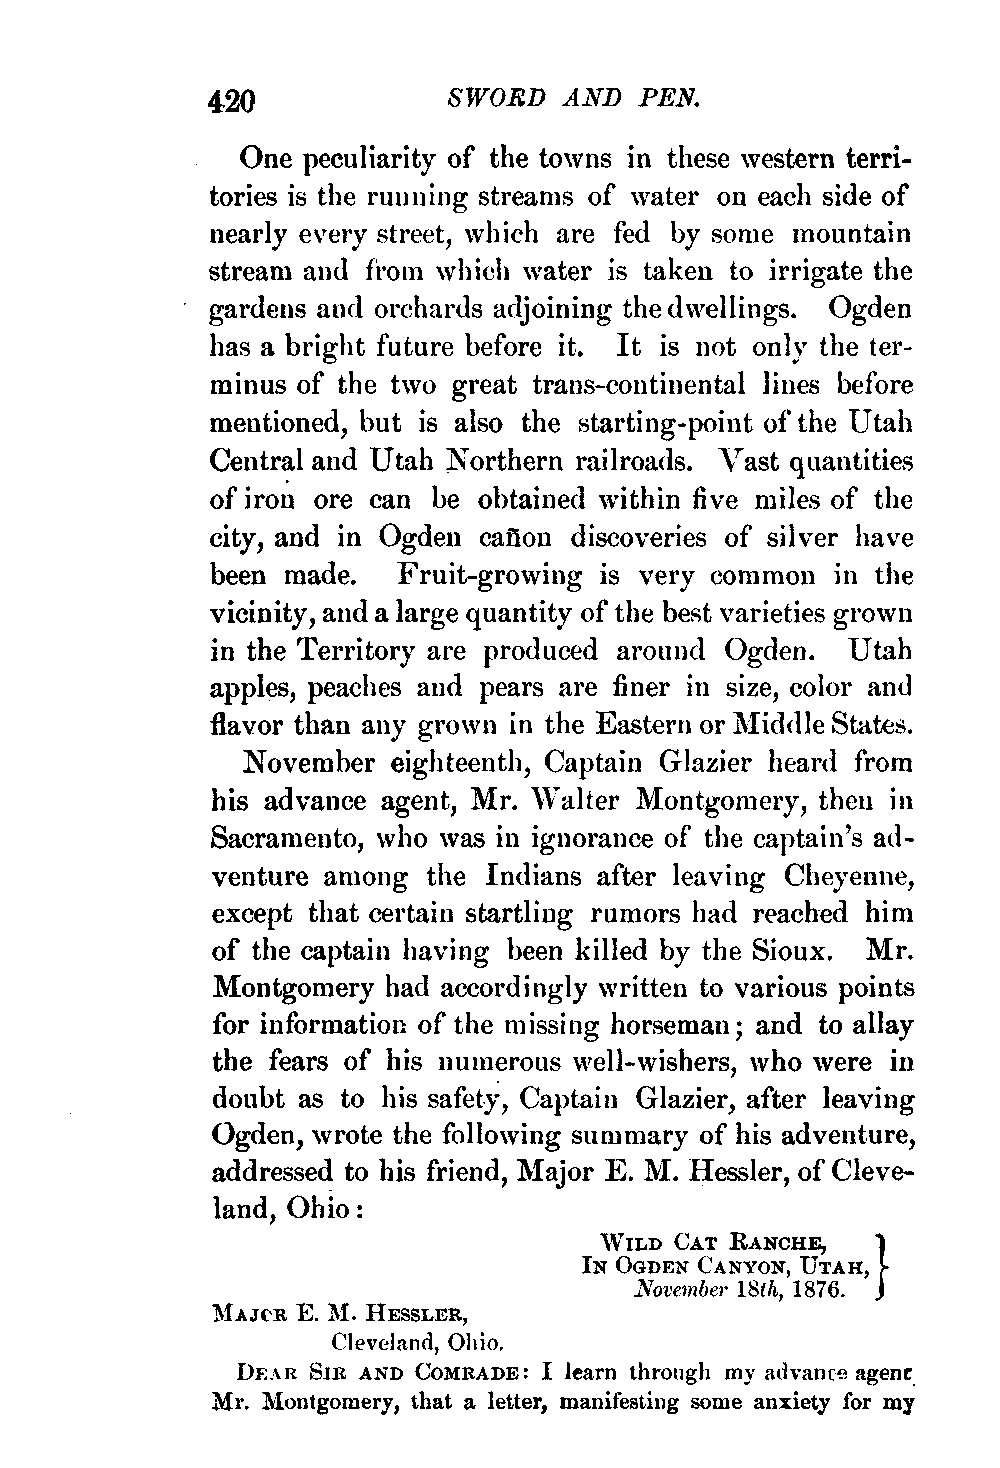 420 SWORD AND PEN.
One peculiarity of the towns in these western terri-
tories is the running streams of water on each side of
nearly every street, which are fed by some mountain
stream and from which water is taken to irrigate the
gardens and orchards adjoining the dwellings. Ogden
has a bright future before it. It is not only the ter-
minus of the two great trans-continental lines before
mentioned, but is also the starting-point of the Utah
Central and Utah Northern railroads. Vast quantities
of iron ore can be obtained within five miles of the
city, and in Ogden cañon discoveries of silver have
been made. Fruit-growing is very common in the
vicinity, and a large quantity of the best varieties grown
in the Territory are produced around Ogden. Utah
apples, peaches and pears are finer in size, color and
flavor than any grown in the Eastern or Middle States.
November eighteenth, Captain Glazier heard from
his advance agent, Mr. Walter Montgomery, then in
Sacramento, who was in ignorance of the captain's ad-
venture among the Indians after leaving Cheyenne,
except that certain startling rumors had reached him
of the captain having been killed by the Sioux. Mr.
Montgomery had accordingly written to various points
for information of the missing horseman; and to allay
the fears of his numerous well-wishers, who were in
doubt as to his safety, Captain Glazier, after leaving
Ogden, wrote the following summary of his adventure,
addressed to his friend, Major E. M. Hessler, of Cleve-
land, Ohio:
WILD CAT RANCHE,
IN OGDEN CANYON, UTAH,
November 18th, 1876.
MAJOR E. M. HESSLER,
Cleveland, Ohio.
DEAR SIR AND COMRADE: I learn through my advance agent
Mr. Montgomery, that a letter, manifesting some anxiety for my